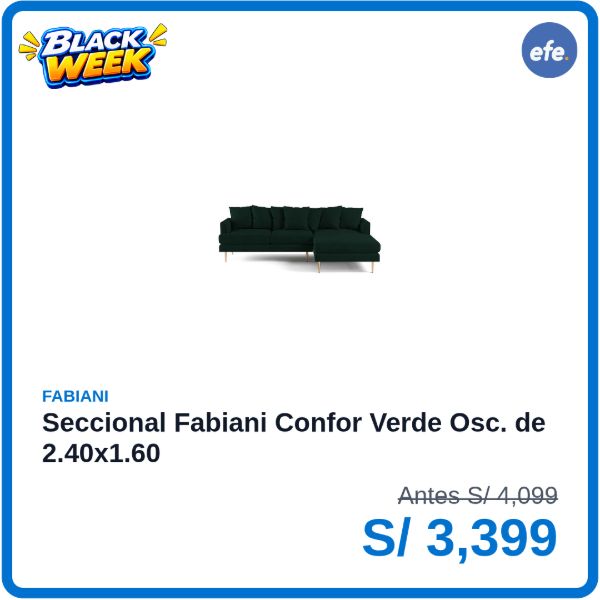 BLACK
WEEK
efe.
FABIANI
Seccional Fabiani Confor Verde Osc. de
2.40x1.60
Antes S/ 4,099
S/ 3,399